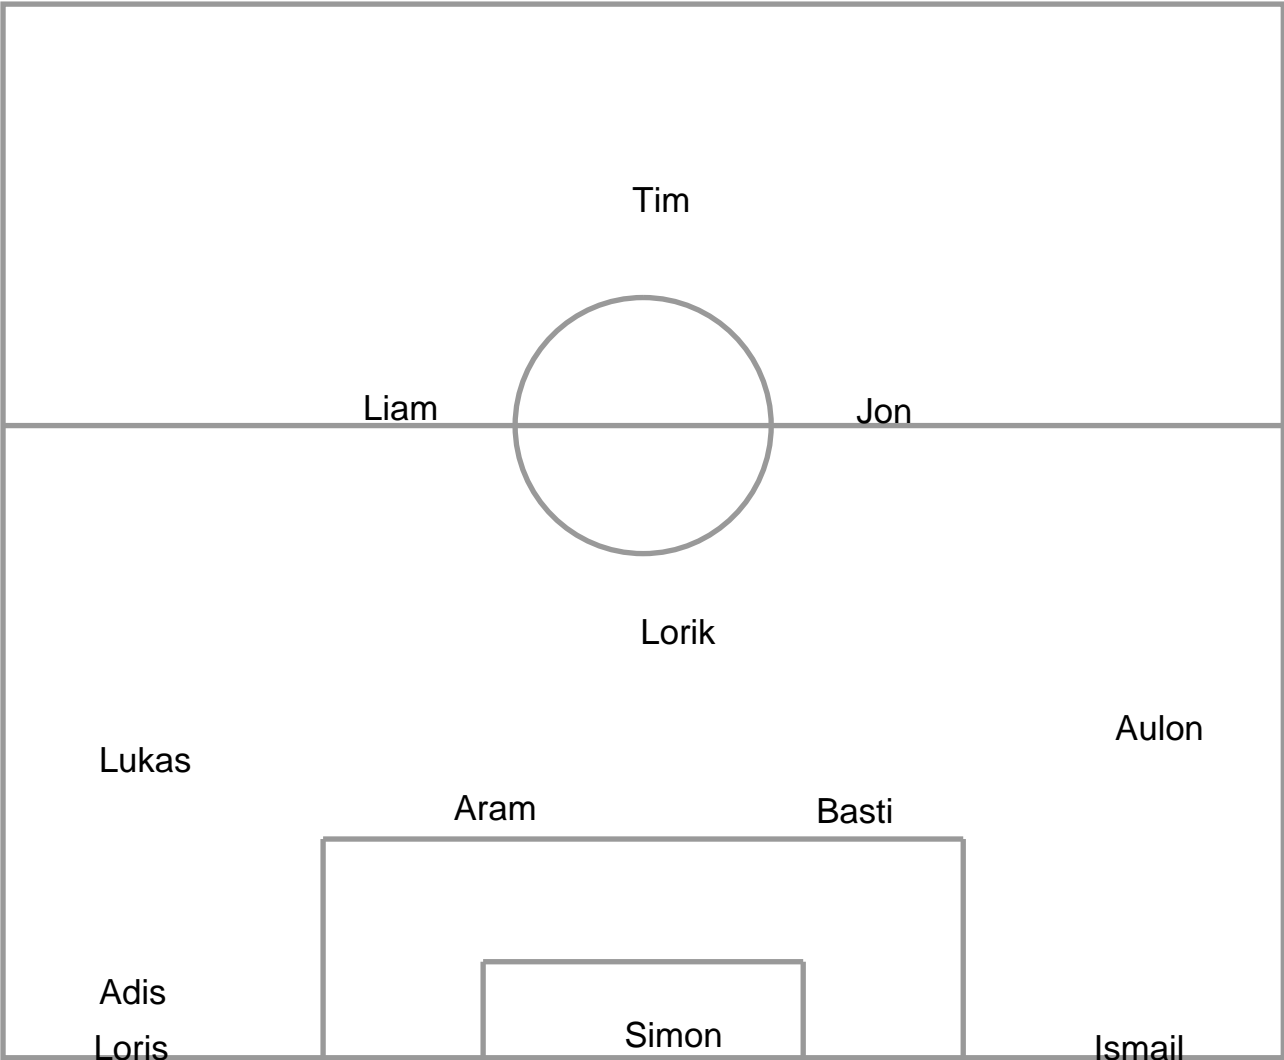 Tim
Liam
Jon
Lorik
Aulon
Lukas
Aram
Basti
Adis
Simon
Loris
Ismail